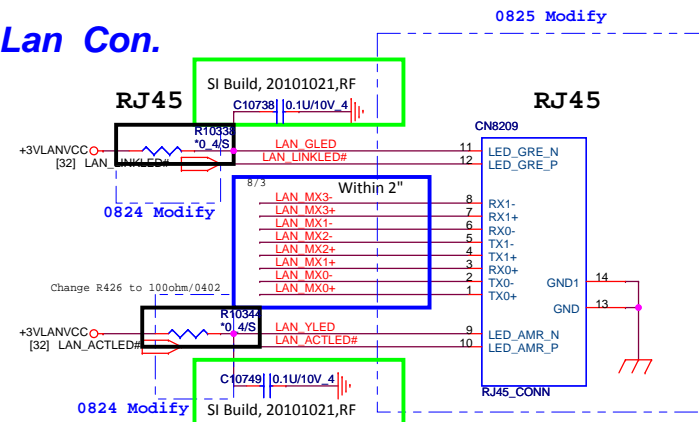 0825 Modify
Lan Con.
SI Build, 20101021,RF
RJ45
C10738 0.1U/10V_4
RJ45
CN8209
R10338
*0_4/S
+3VLANVCC
LAN_GLED
11
LED_GRE_N
[32] LAN_LINKLED#
LAN_LINKLED#
12
LED_GRE_P
8/3
Within 2"
0824 Modify
LAN_MX3-
8
RX1-
LAN_MX3+
7
RX1+
LAN_MX1-
6
RX0-
LAN_MX2-
5
TX1-
LAN_MX2+
4
TX1+
LAN_MX1+
3
RX0+
LAN_MX0-
2
TX0-
LAN_MX0+
1
TX0+
GND1
14
GND
13
Change R426 to 100ohm/0402
R10344
*0_4/S
+3VLANVCC
LAN_YLED
9
LED_AMR_N
[32] LAN_ACTLED#
LAN_ACTLED#
10
LED_AMR_P
C10749 0.1U/10V_4
RJ45_CONN
0824 Modify
SI Build, 20101021,RF